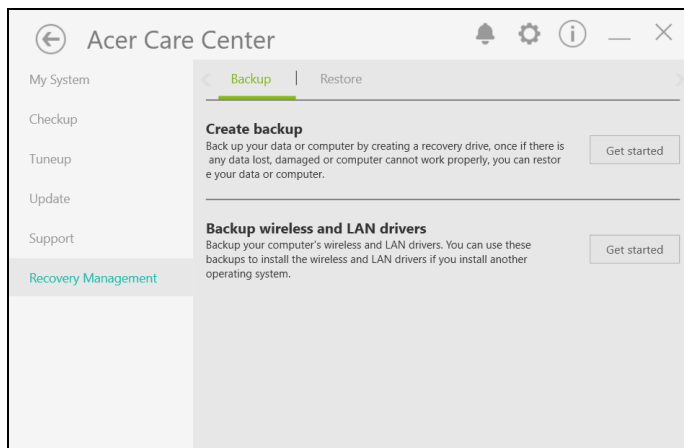 Acer Care Center
My System
Checkup
Tuneup
Update
Support
Recovery Management
Backup | Restore
Create backup
Back up your data or computer by creating a recovery drive, once if there is
any data lost, damaged or computer cannot work properly, you can restor
e your data or computer.
Get started
Backup wireless and LAN drivers
Backup your computer's wireless and LAN drivers. You can use these
backups to install the wireless and LAN drivers if you install another
operating system.
Get started